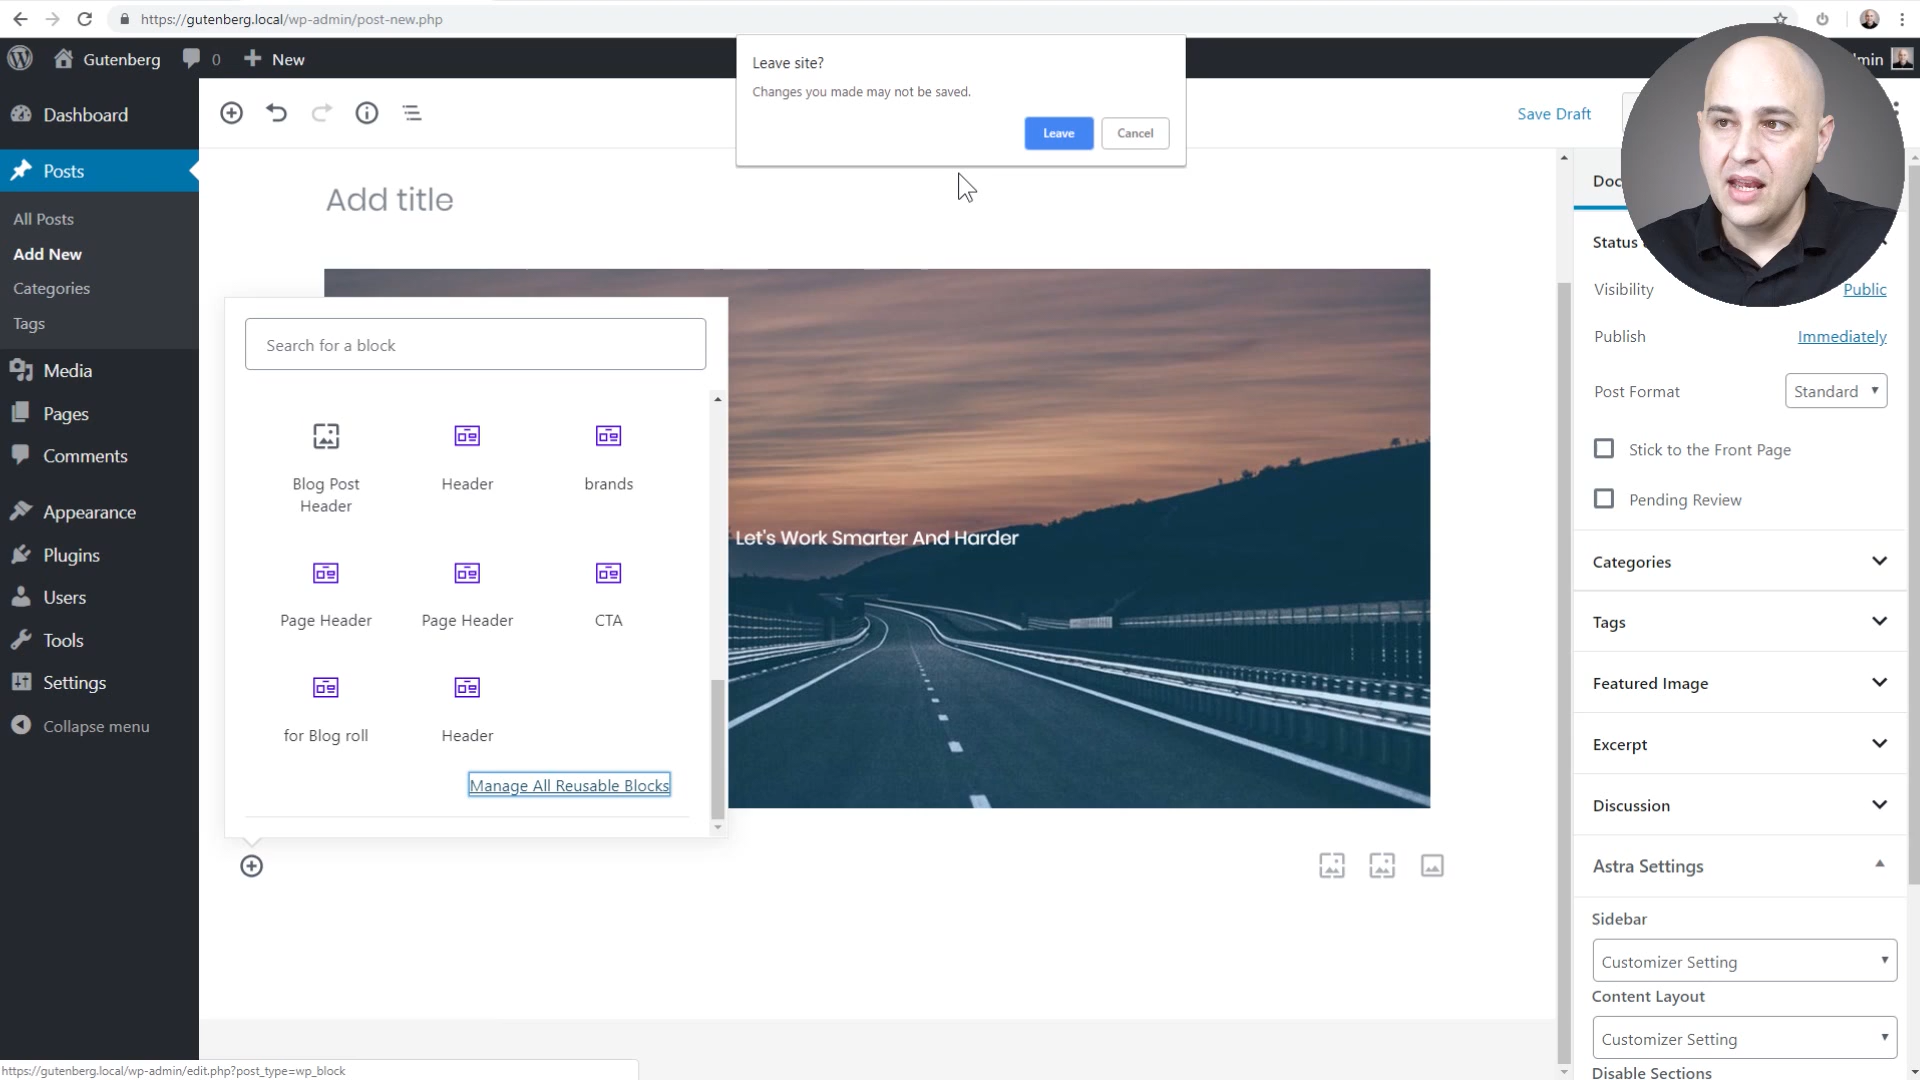 https://gutenberg.local/wp-admin/post-new.php
Gutenberg
0
New
min
Leave site?
Changes you made may not be saved.
Leave
Cancel
Dashboard
Posts
All Posts
Add New
Categories
Tags
Media
Pages
Comments
Appearance
Plugins
Users
Tools
Settings
Collapse menu
Save Draft
Add title
Search for a block
Blog Post
Header
Header
brands
Page Header
Page Header
CTA
for Blog roll
Header
Manage All Reusable Blocks
Let's Work Smarter And Harder
Doc
Status
Visibility
Public
Publish
Immediately
Post Format
Standard
Stick to the Front Page
Pending Review
Categories
Tags
Featured Image
Excerpt
Discussion
Astra Settings
Sidebar
Customizer Setting
Content Layout
Customizer Setting
Disable Sections
https://gutenberg.local/wp-admin/edit.php?post_type=wp_block